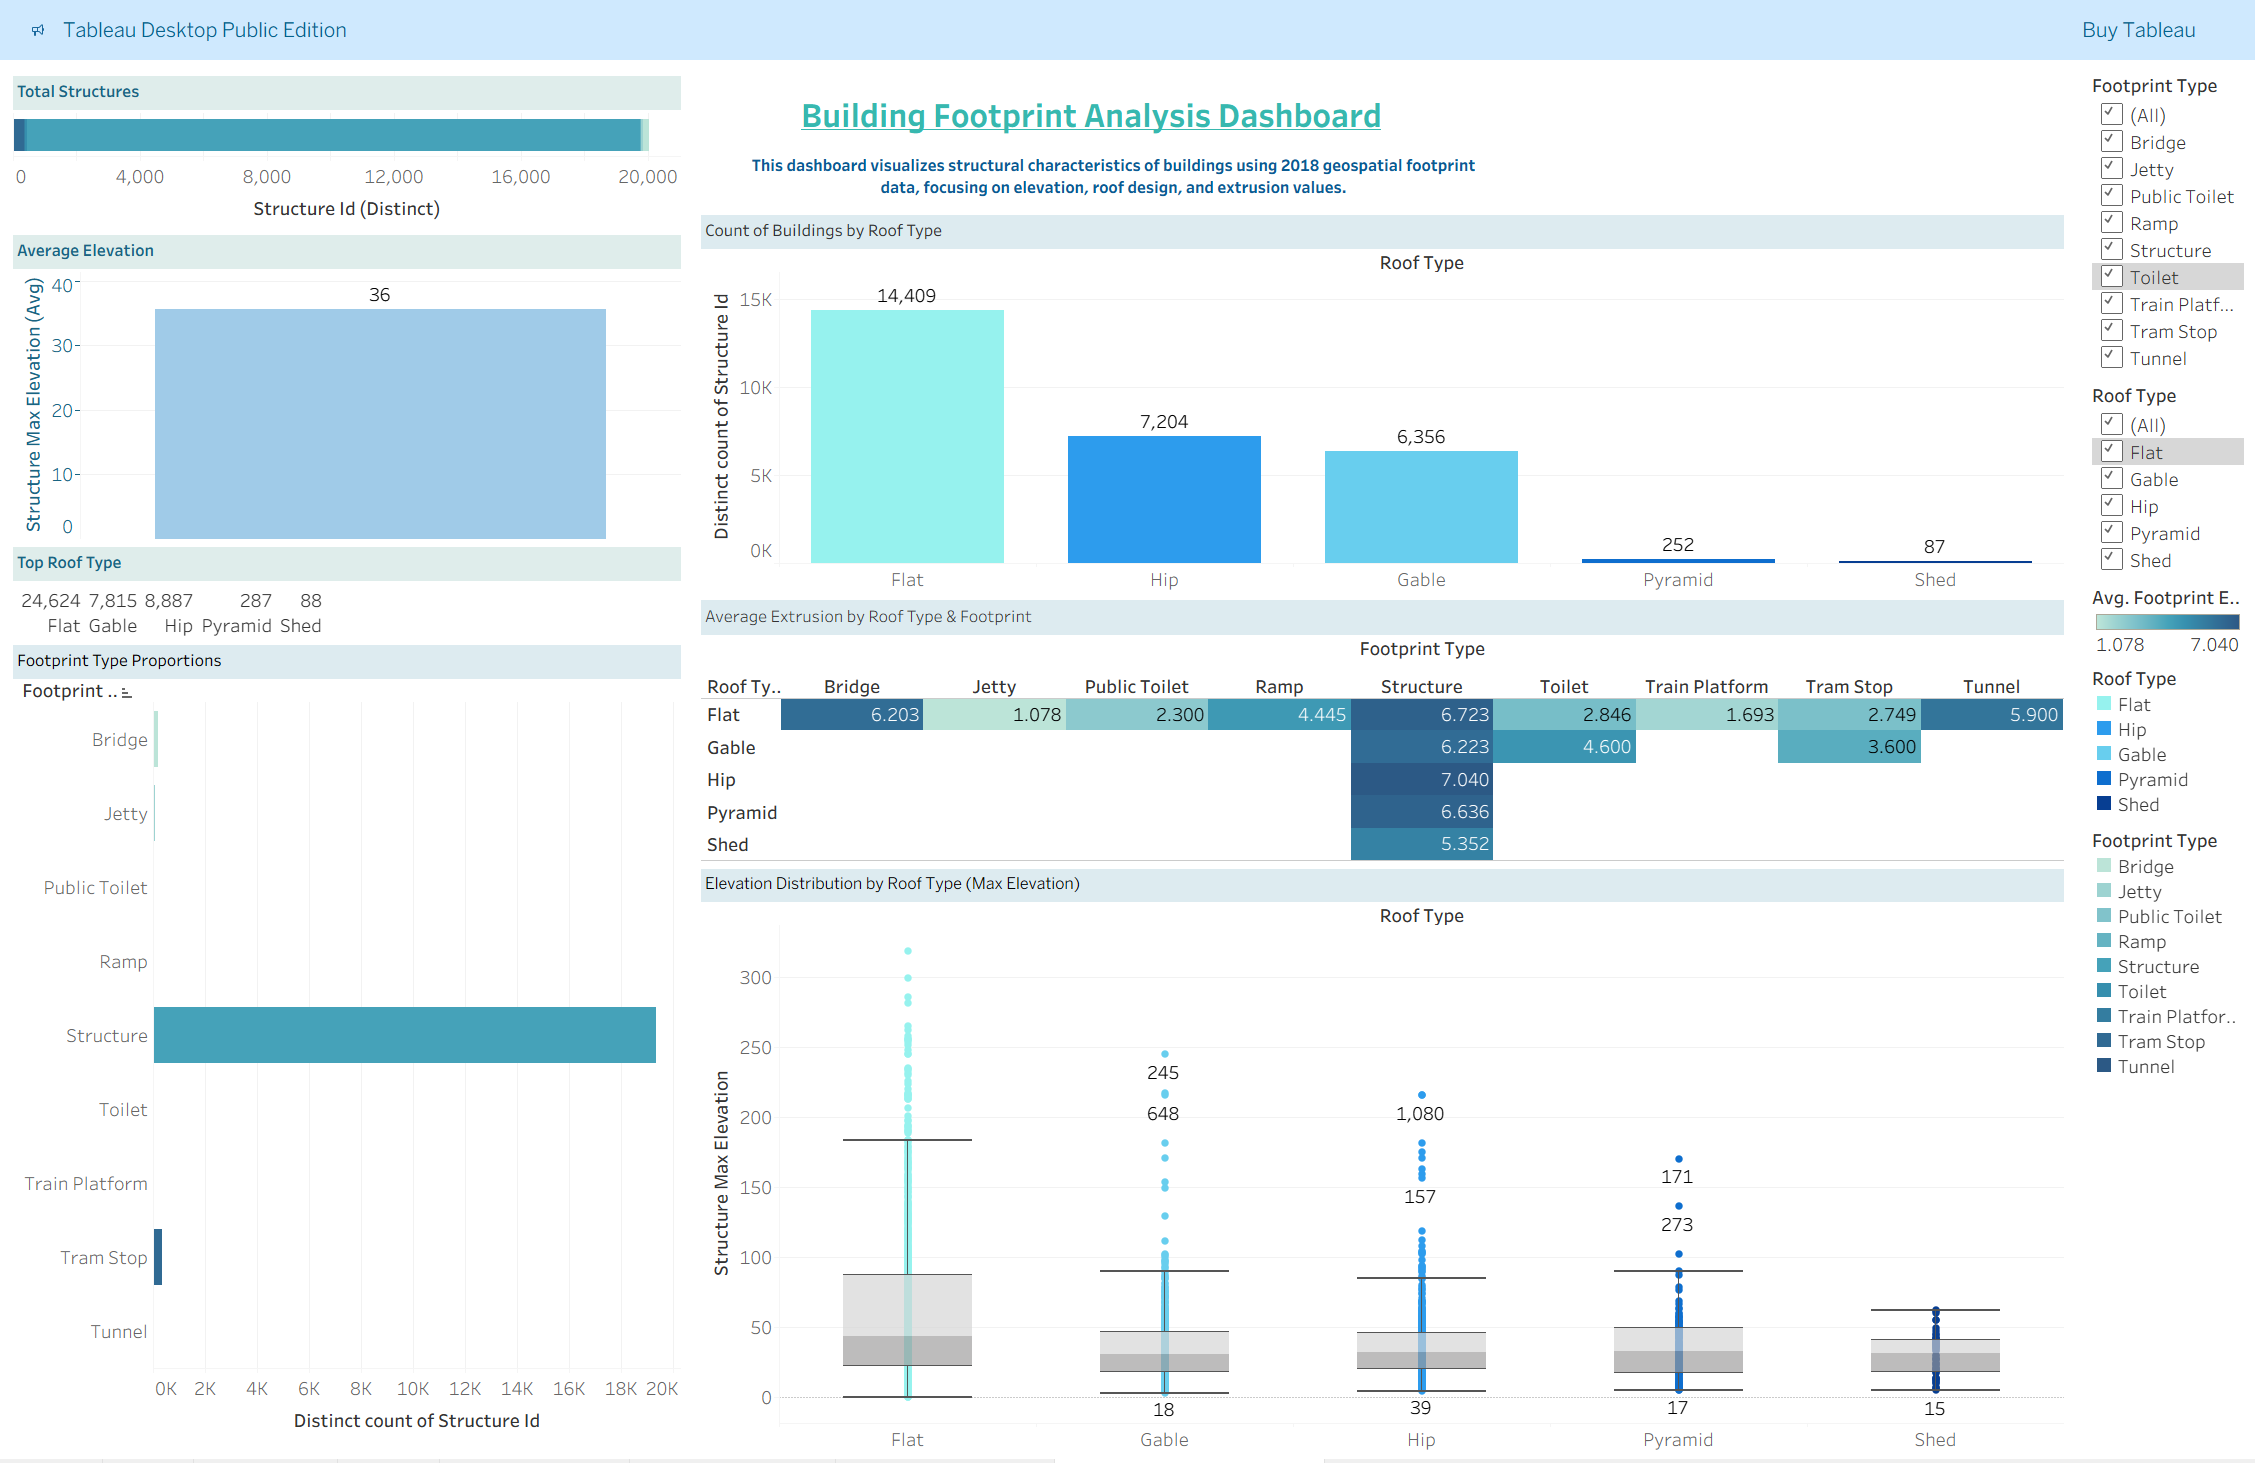 Tableau Desktop Public Edition
Buy Tableau
Total Structures
0 4,000 8,000 12,000 16,000 20,000
Structure Id (Distinct)
Average Elevation
Structure Max Elevation (Avg)
40
30
20
10
0
36
Top Roof Type
24,624 7,815 8,887 287 88
Flat Gable Hip Pyramid Shed
Footprint Type Proportions
Footprint ..
Bridge
Jetty
Public Toilet
Ramp
Structure
Toilet
Train Platform
Tram Stop
Tunnel
0K 2K 4K 6K 8K 10K 12K 14K 16K 18K 20K
Distinct count of Structure Id
Building Footprint Analysis Dashboard
This dashboard visualizes structural characteristics of buildings using 2018 geospatial footprint
data, focusing on elevation, roof design, and extrusion values.
Count of Buildings by Roof Type
Roof Type
Distinct count of Structure Id
15K
10K
5K
0K
14,409
7,204
6,356
252
87
Flat Hip Gable Pyramid Shed
Average Extrusion by Roof Type & Footprint
Footprint Type
Roof Ty.. Bridge Jetty Public Toilet Ramp Structure Toilet Train Platform Tram Stop Tunnel
Flat 6.203 1.078 2.300 4.445 6.723 2.846 1.693 2.749 5.900
Gable 6.223 4.600 3.600
Hip 7.040
Pyramid 6.636
Shed 5.352
Elevation Distribution by Roof Type (Max Elevation)
Roof Type
Structure Max Elevation
300
250
200
150
100
50
0
245
648
18
1,080
157
39
171
273
17
15
Flat Gable Hip Pyramid Shed
Footprint Type
(All)
Bridge
Jetty
Public Toilet
Ramp
Structure
Toilet
Train Platf...
Tram Stop
Tunnel
Roof Type
(All)
Flat
Gable
Hip
Pyramid
Shed
Avg. Footprint E..
1.078 7.040
Roof Type
Flat
Hip
Gable
Pyramid
Shed
Footprint Type
Bridge
Jetty
Public Toilet
Ramp
Structure
Toilet
Train Platfor..
Tram Stop
Tunnel